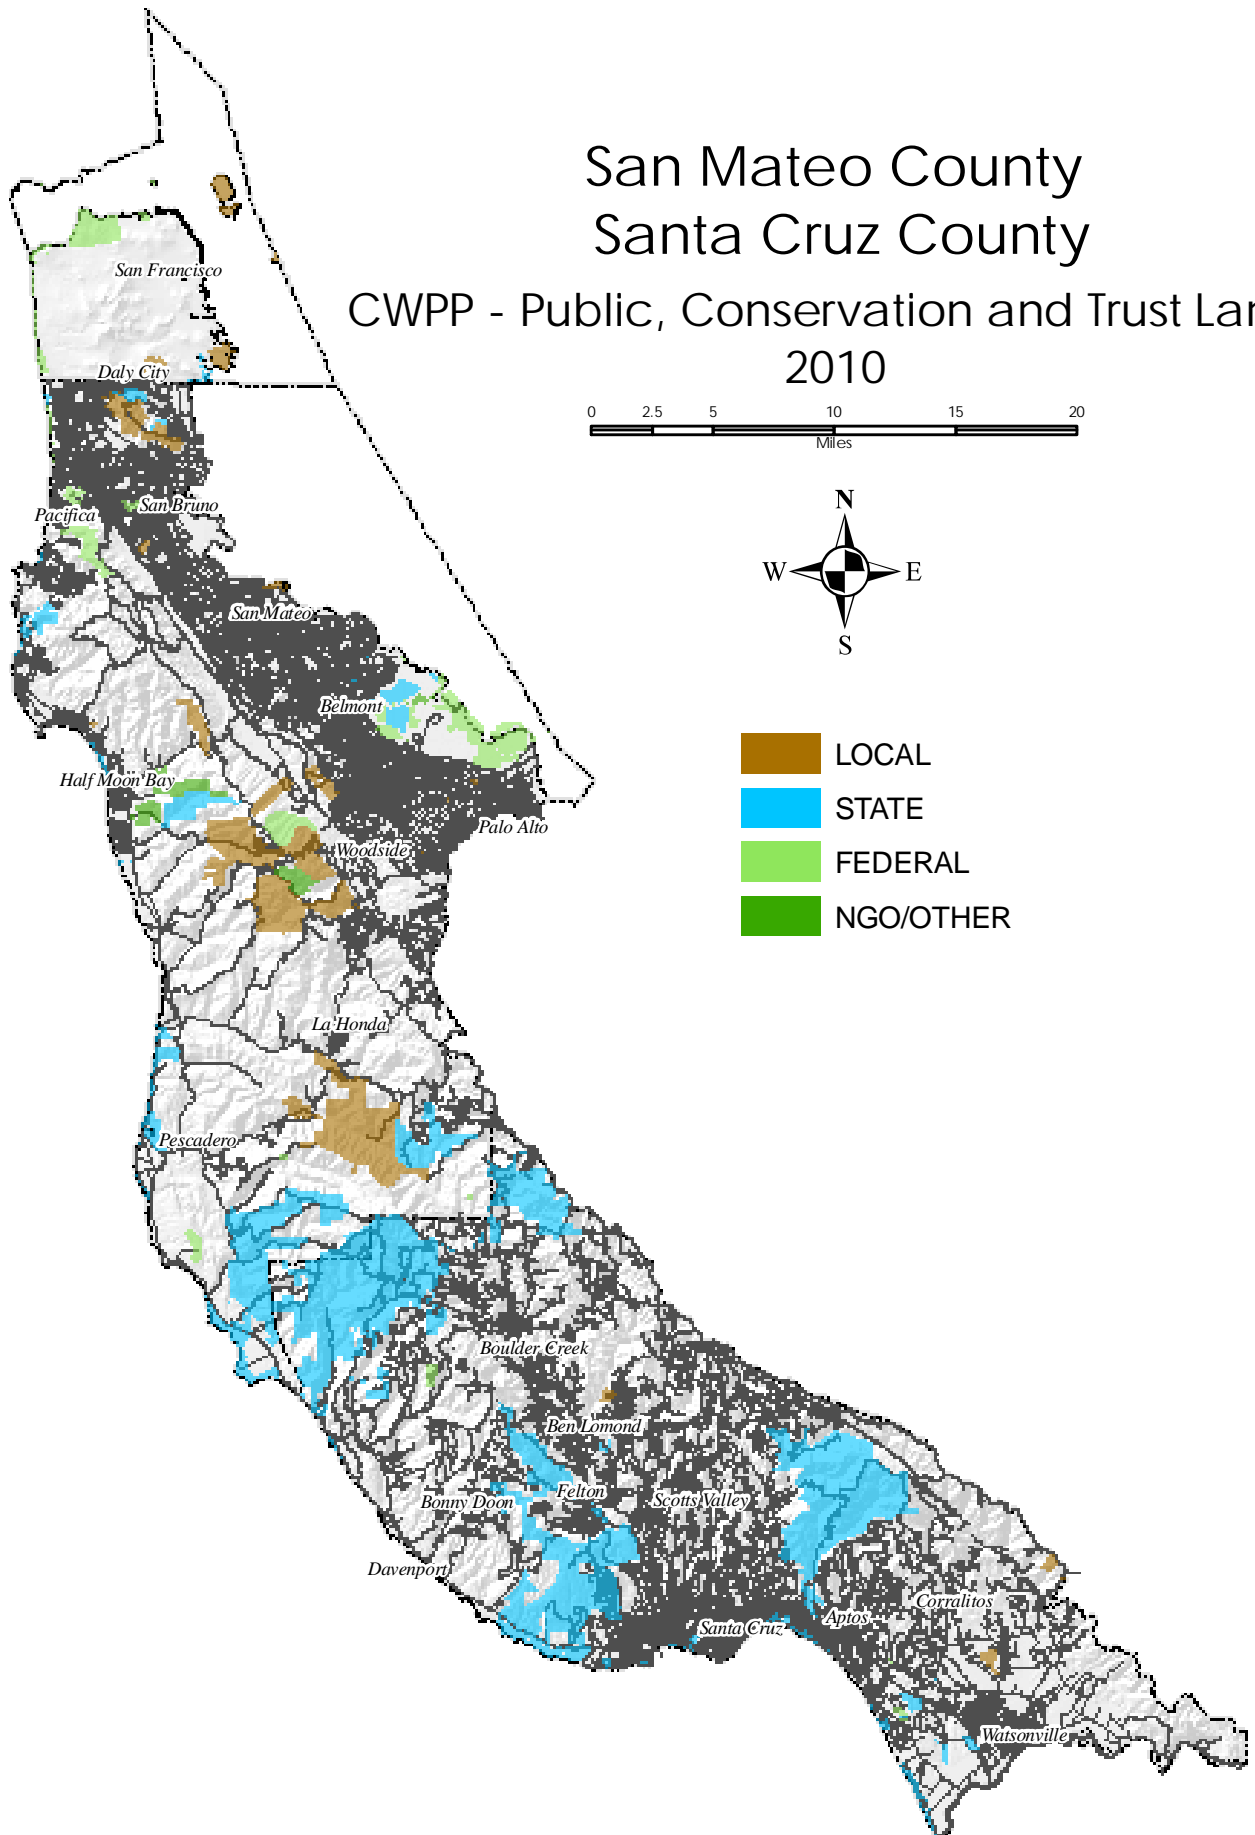 San Mateo County
Santa Cruz County
CWPP - Public, Conservation and Trust Lan
2010
0 2.5 5 10 15 20
Miles
N
W E
S
LOCAL
STATE
FEDERAL
NGO/OTHER
San Francisco
Daly City
San Bruno
Pacifica
San Mateo
Belmont
Half Moon Bay
Palo Alto
Woodside
La Honda
Pescadero
Boulder Creek
Ben Lomond
Felton
Bonny Doon
Scotts Valley
Davenport
Corralitos
Aptos
Santa Cruz
Watsonville